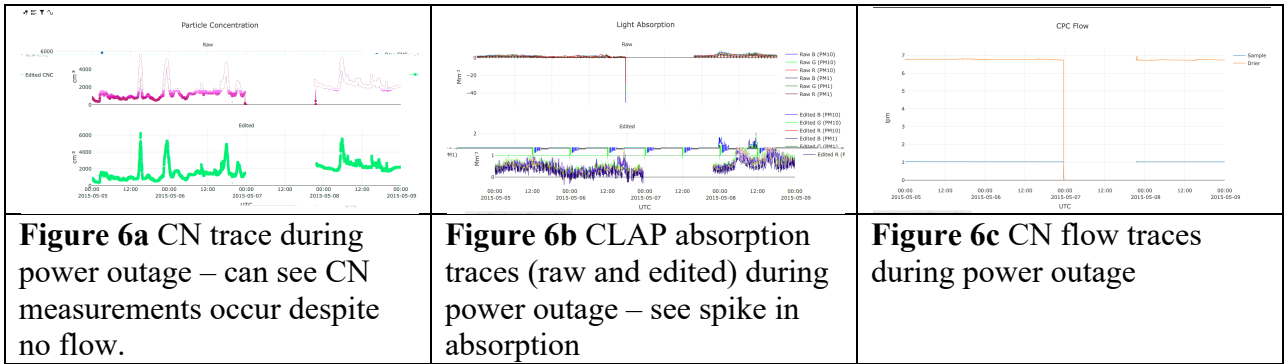 Particle Concentration
Raw
6000
Edited CNC
4000
2000
0
cm⁻³
Edited
6000
4000
2000
0
cm⁻³
00:00 12:00 00:00 12:00 00:00 12:00 00:00 12:00 00:00
2015-05-05 2015-05-06 2015-05-07 2015-05-08 2015-05-09
UTC
Light Absorption
Raw
0
−20
−40
Mm⁻¹
Raw B (PM10)
Raw G (PM10)
Raw R (PM10)
Raw B (PM1)
Raw G (PM1)
Raw R (PM1)
Edited
2
1
0
Mm⁻¹
M1)
Edited B (PM10)
Edited G (PM10)
Edited R (PM10)
Edited B (PM1)
Edited G (PM1)
Edited R (P
00:00 12:00 00:00 12:00 00:00 12:00 00:00 12:00 00:00
2015-05-05 2015-05-06 2015-05-07 2015-05-08 2015-05-09
UTC
CPC Flow
7
6
5
4
3
2
1
0
lpm
Sample
Drier
00:00 12:00 00:00 12:00 00:00 12:00 00:00 12:00 00:00
2015-05-05 2015-05-06 2015-05-07 2015-05-08 2015-05-09
UTC
Figure 6a CN trace during
power outage – can see CN
measurements occur despite
no flow.
Figure 6b CLAP absorption
traces (raw and edited) during
power outage – see spike in
absorption
Figure 6c CN flow traces
during power outage